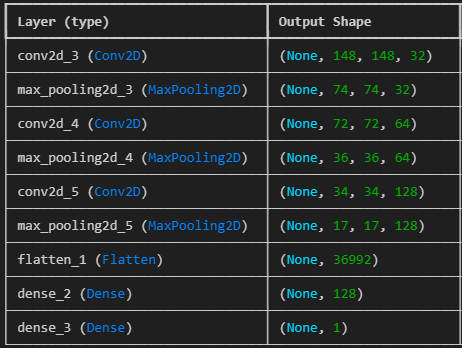 Layer (type) Output Shape
conv2d_3 (Conv2D) (None, 148, 148, 32)
max_pooling2d_3 (MaxPooling2D) (None, 74, 74, 32)
conv2d_4 (Conv2D) (None, 72, 72, 64)
max_pooling2d_4 (MaxPooling2D) (None, 36, 36, 64)
conv2d_5 (Conv2D) (None, 34, 34, 128)
max_pooling2d_5 (MaxPooling2D) (None, 17, 17, 128)
flatten_1 (Flatten) (None, 36992)
dense_2 (Dense) (None, 128)
dense_3 (Dense) (None, 1)